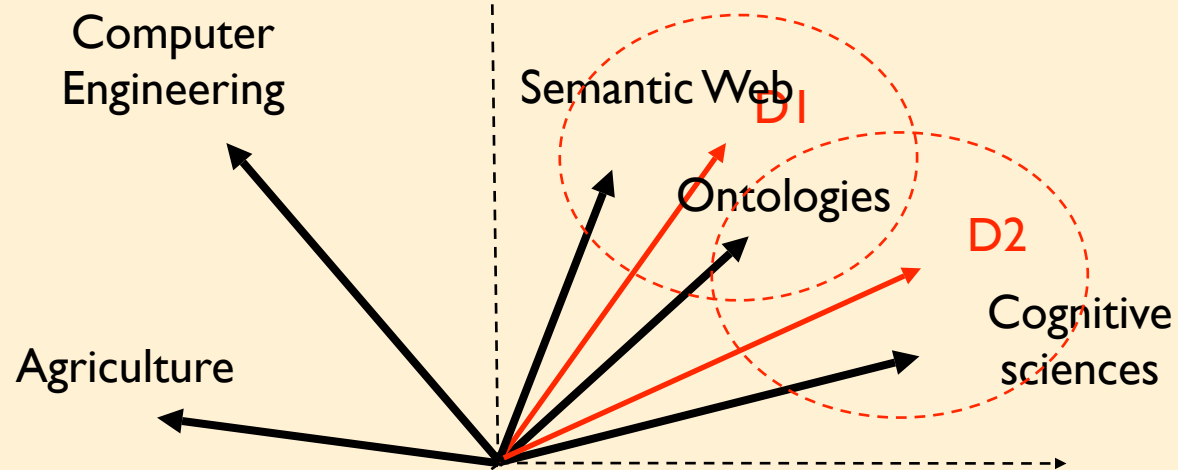 Computer
Engineering
Semantic Web
D1
Ontologies
D2
Cognitive
sciences
Agriculture